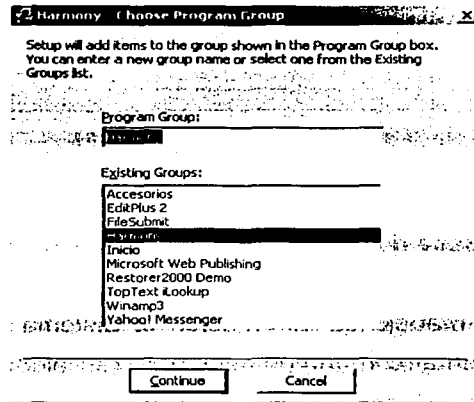 Harmony - Choose Program Group
Setup will add items to the group shown in the Program Group box.
You can enter a new group name or select one from the Existing
Groups list.
Program Group:
Existing Groups:
Accesorios
EditPlus 2
FileSubmit
Harmony
Inicio
Microsoft Web Publishing
Restorer2000 Demo
TopText iLookup
Winamp3
Yahoo! Messenger
Continue
Cancel